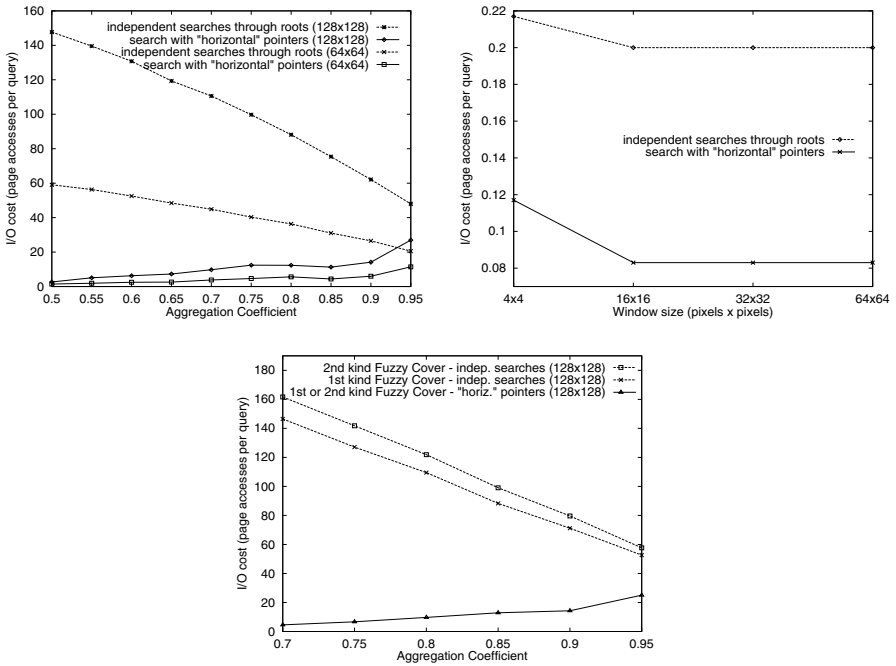 160
140
120
100
80
60
40
20
0
I/O cost (page accesses per query)
independent searches through roots (128x128)
search with "horizontal" pointers (128x128)
independent searches through roots (64x64)
search with "horizontal" pointers (64x64)
0.5 0.55 0.6 0.65 0.7 0.75 0.8 0.85 0.9 0.95
Aggregation Coefficient
0.22
0.2
0.18
0.16
0.14
0.12
0.1
0.08
I/O cost (page accesses per query)
independent searches through roots
search with "horizontal" pointers
4x4 16x16 32x32 64x64
Window size (pixels x pixels)
180
160
140
120
100
80
60
40
20
0
I/O cost (page accesses per query)
2nd kind Fuzzy Cover - indep. searches (128x128)
1st kind Fuzzy Cover - indep. searches (128x128)
1st or 2nd kind Fuzzy Cover - "horiz." pointers (128x128)
0.7 0.75 0.8 0.85 0.9 0.95
Aggregation Coefficient